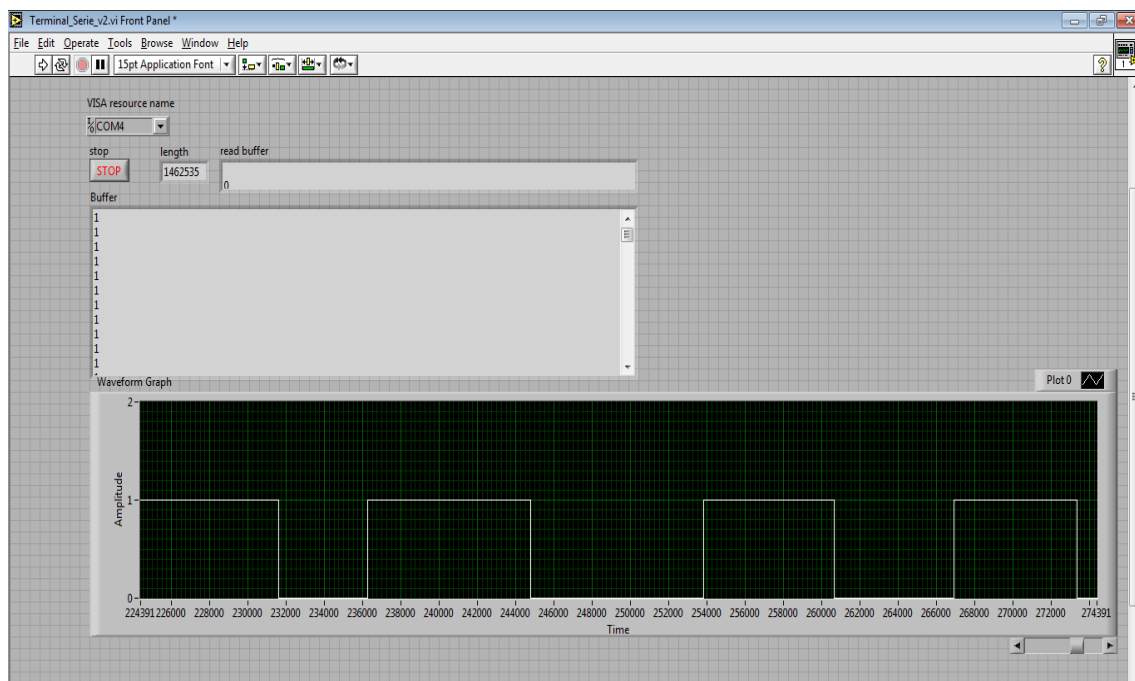 Terminal_Serie_v2.vi Front Panel *
File Edit Operate Tools Browse Window Help
15pt Application Font
VISA resource name
COM4
stop length read buffer
STOP 1462535
0
Buffer
1
1
1
1
1
1
1
1
1
1
1
Waveform Graph
Plot 0
2
1
0
Amplitude
224391 226000 228000 230000 232000 234000 236000 238000 240000 242000 244000 246000 248000 250000 252000 254000 256000 258000 260000 262000 264000 266000 268000 270000 272000 274391
Time